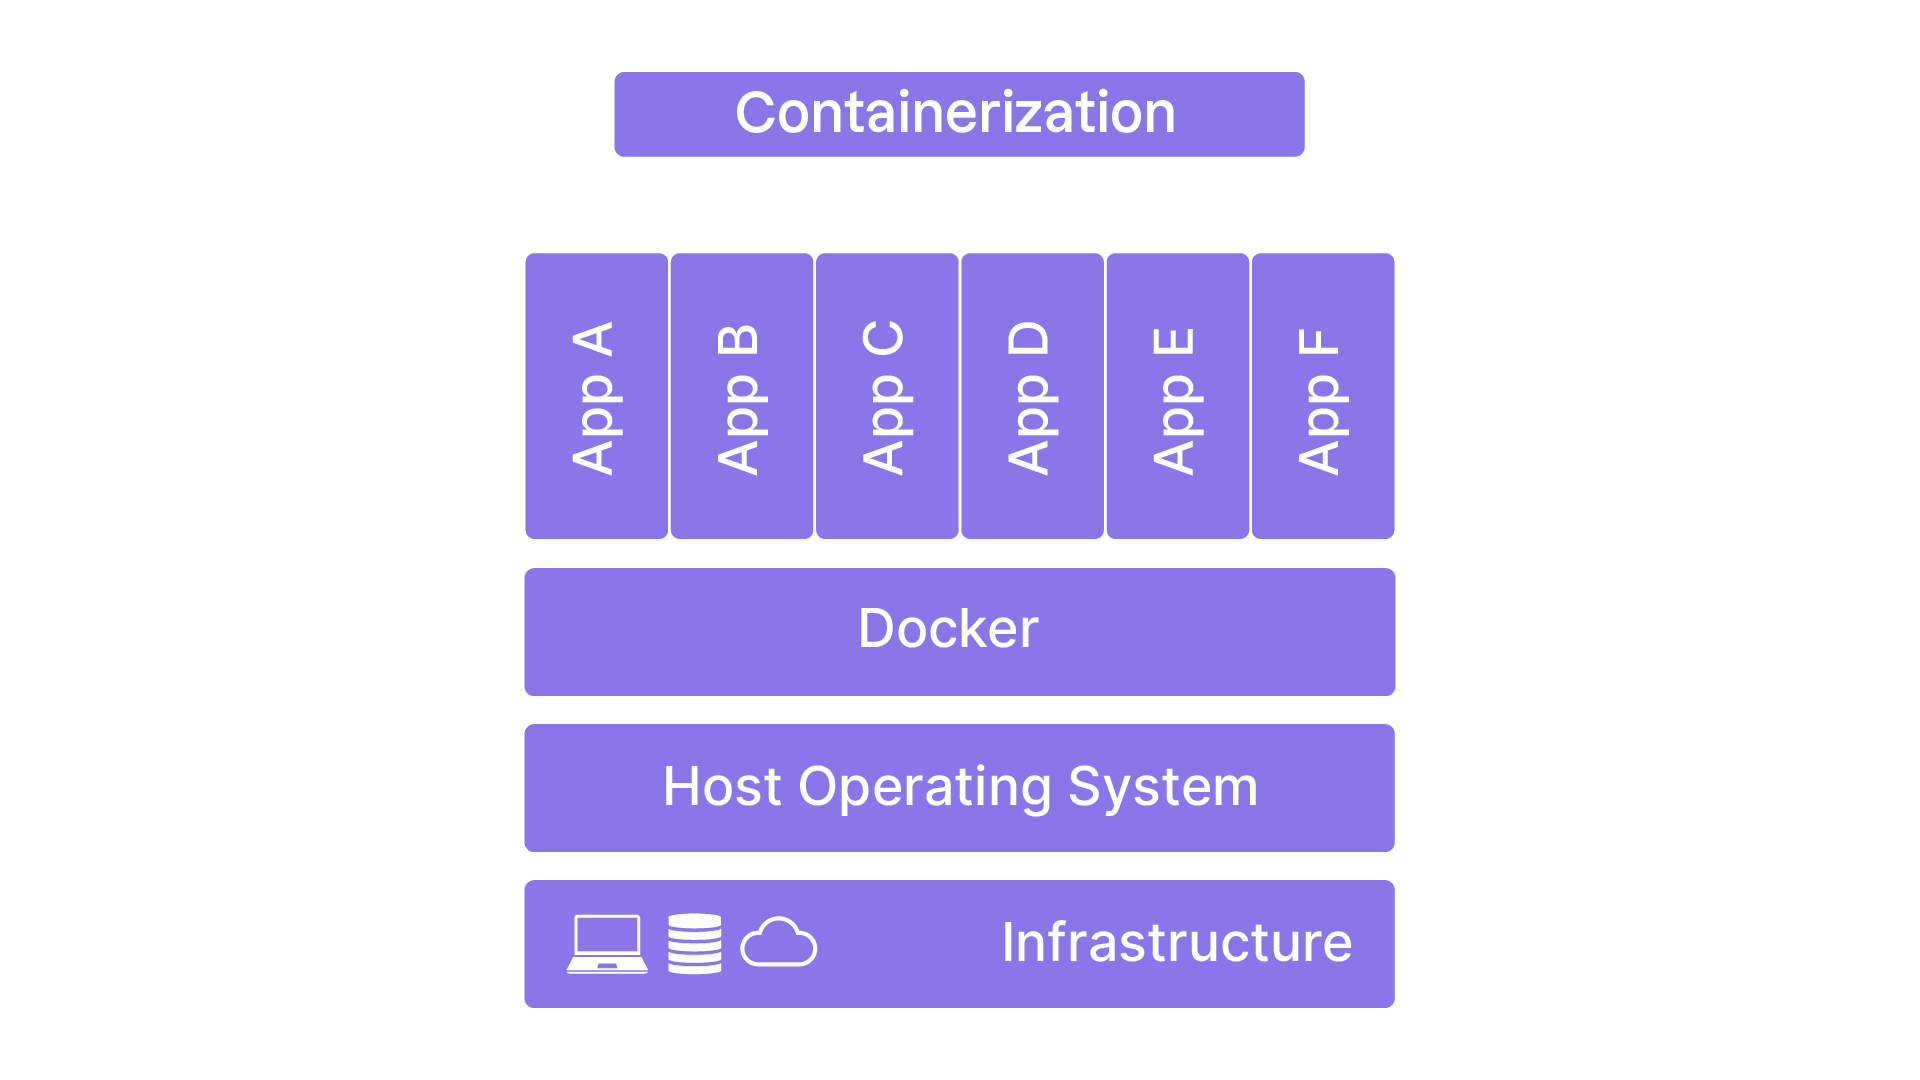 Containerization
App A
App B
App C
App D
App E
App F
Docker
Host Operating System
Infrastructure